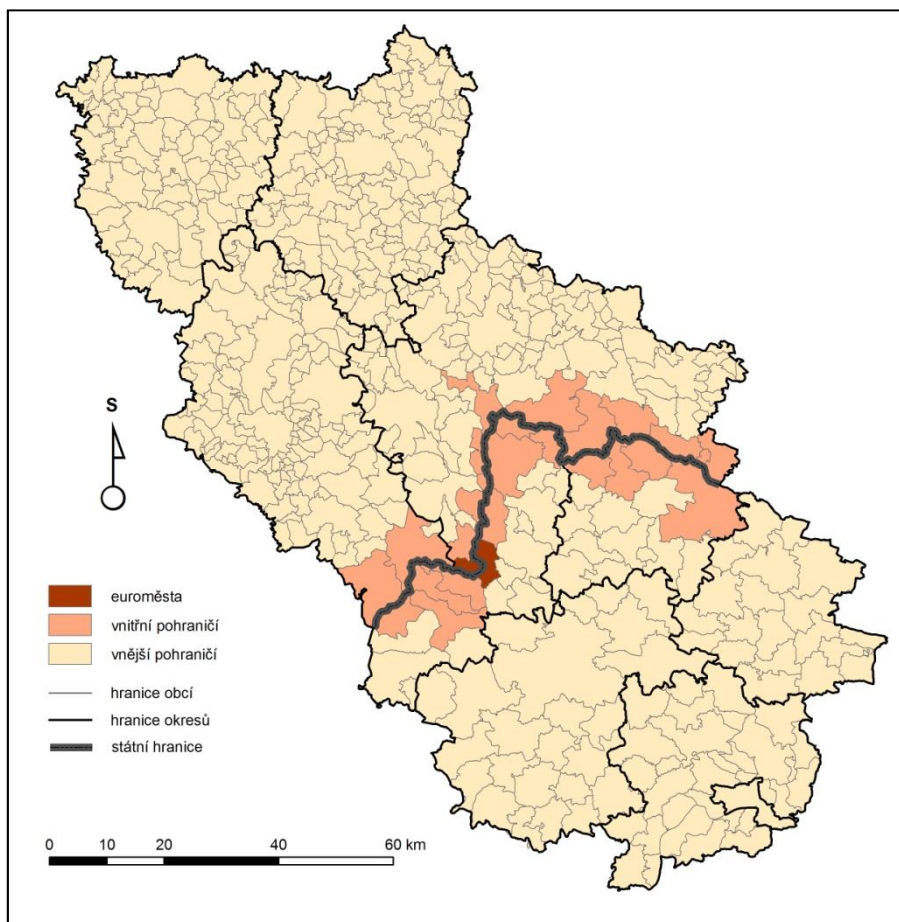 S
euroměsta
vnitřní pohraničí
vnější pohraničí
hranice obcí
hranice okresů
státní hranice
0 10 20 40 60 km